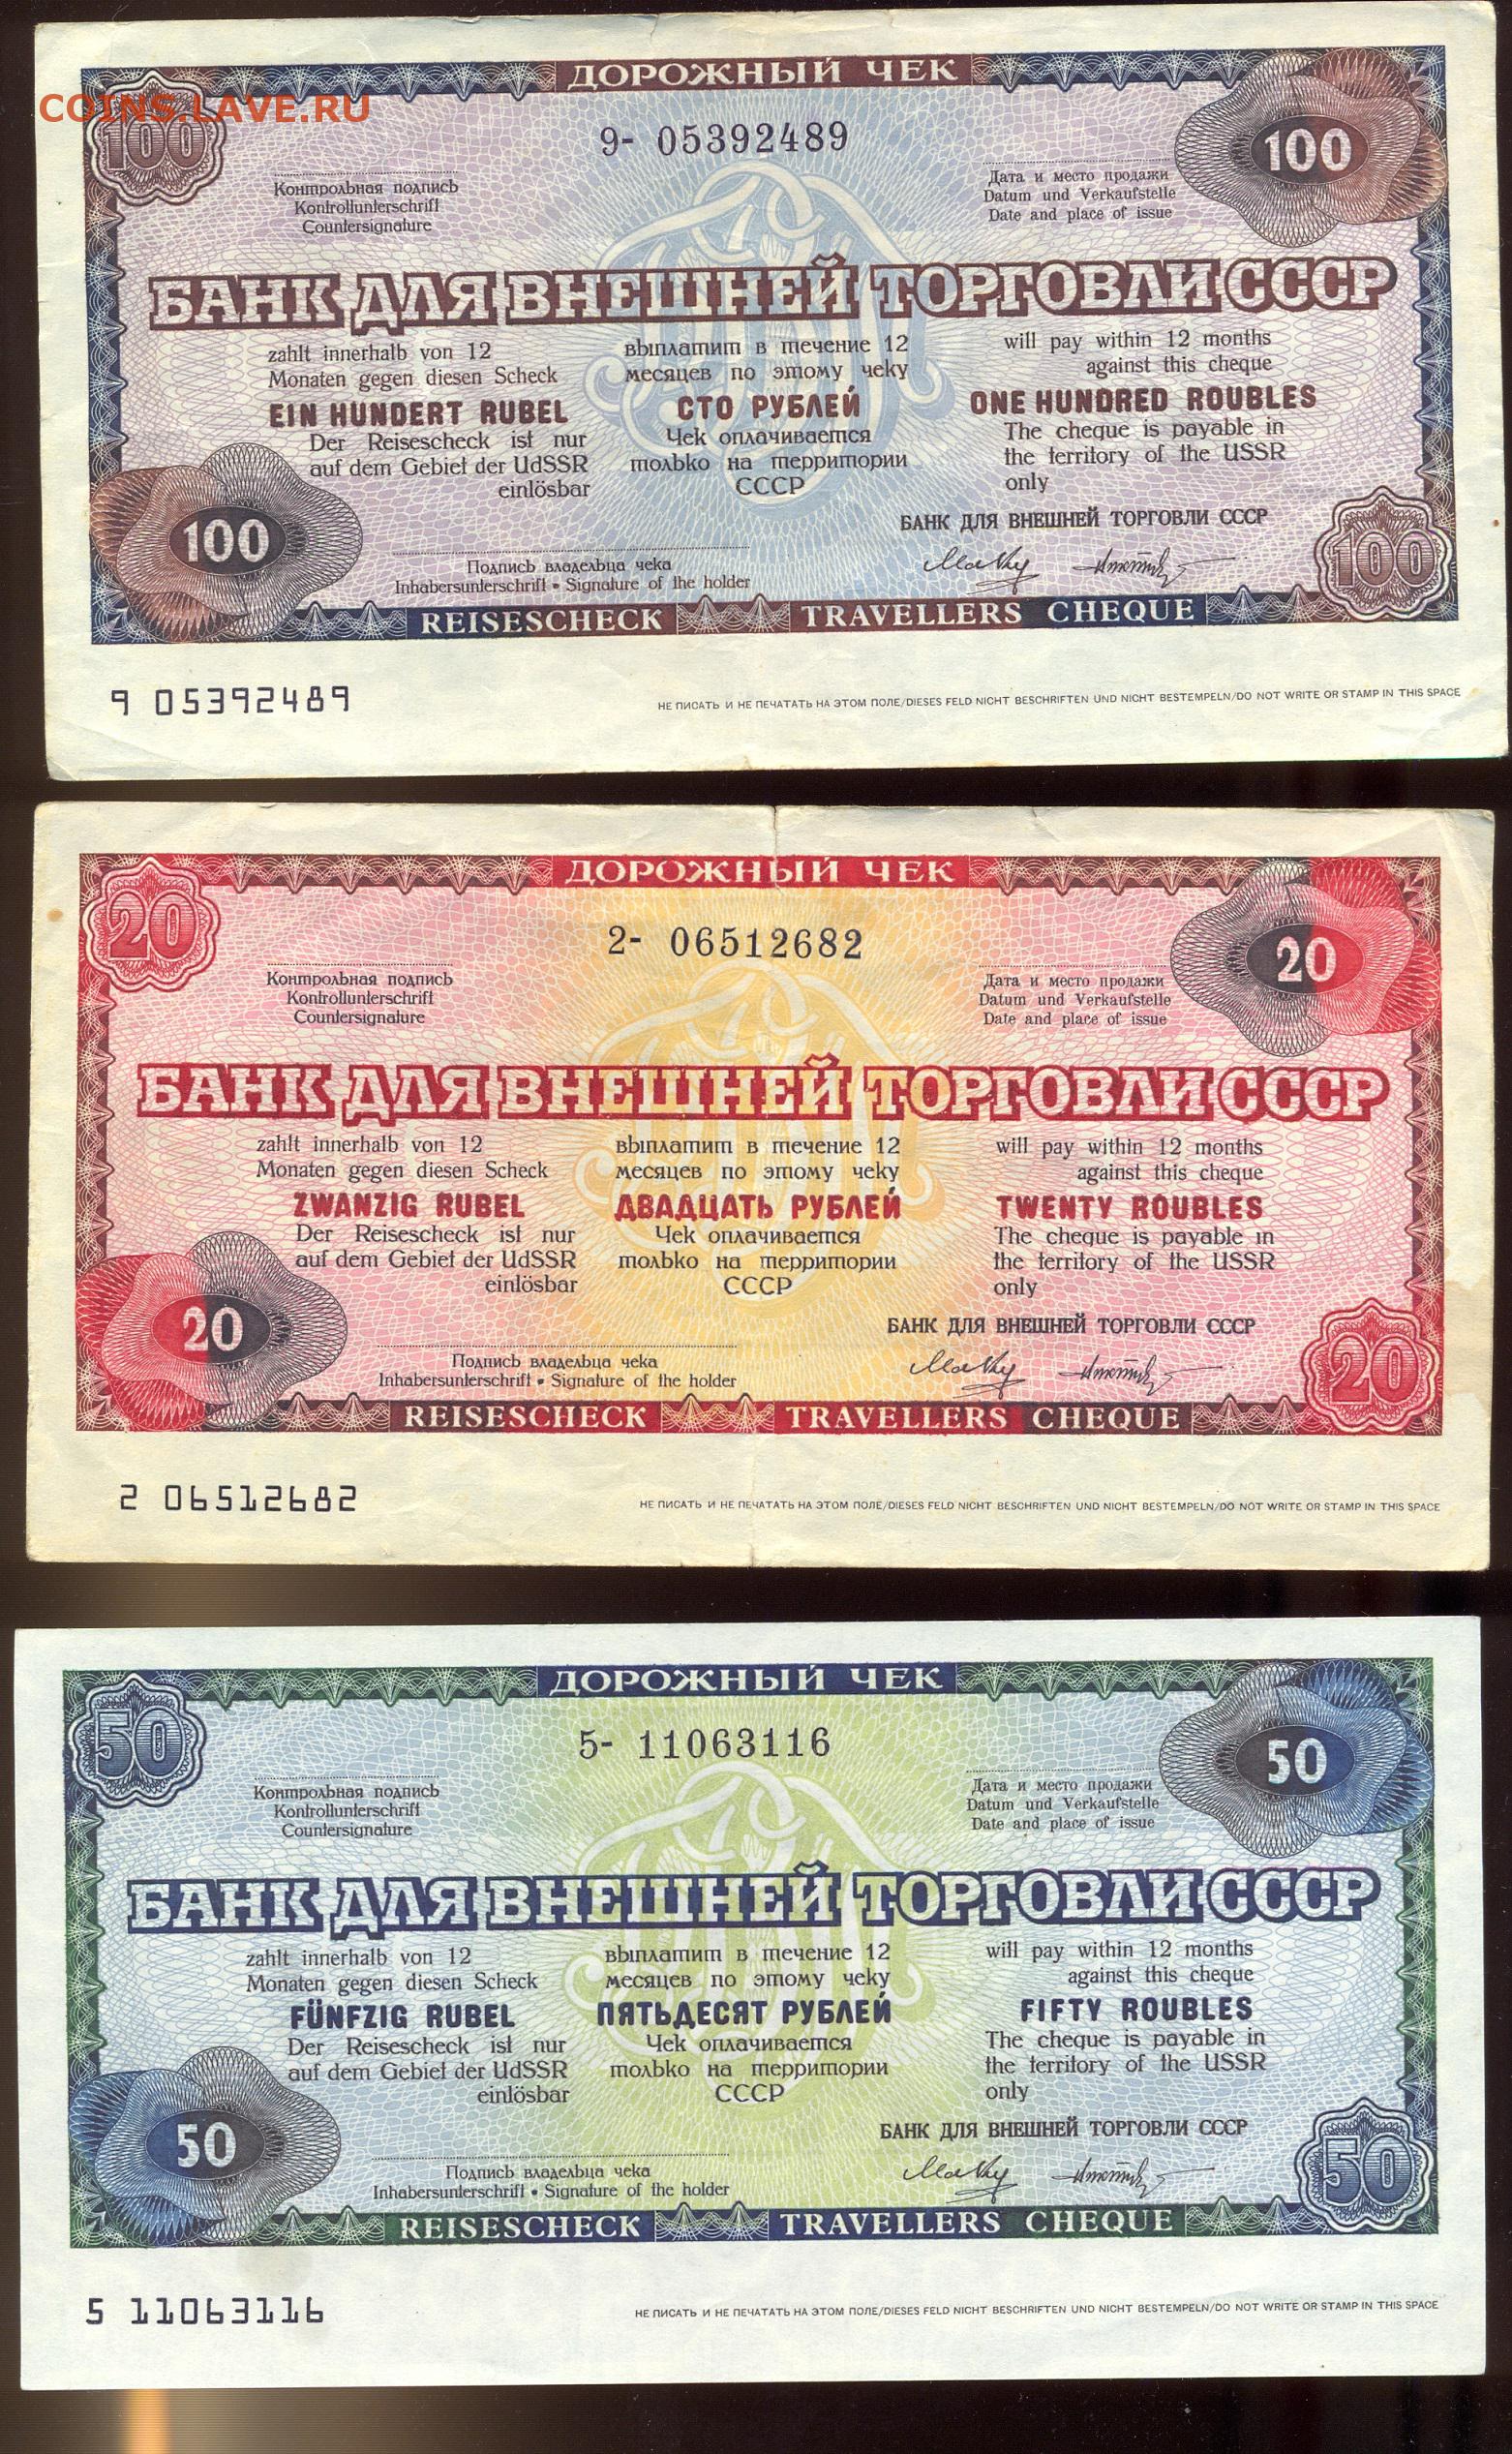 COINS.LAVE.RU
ДОРОЖНЫЙ ЧЕК
100
9- 05392489
100
Контрольная подпись
Kontrollunterschrift
Countersignature
Дата и место продажи
Datum und Verkaufstelle
Date and place of issue
БАНК ДЛЯ ВНЕШНЕЙ ТОРГОВЛИ СССР
zahlt innerhalb von 12
Monaten gegen diesen Scheck
EIN HUNDERT RUBEL
Der Reisescheck ist nur
auf dem Gebiet der UdSSR
einlösbar
выплатит в течение 12
месяцев по этому чеку
СТО РУБЛЕЙ
Чек оплачивается
только на территории
СССР
will pay within 12 months
against this cheque
ONE HUNDRED ROUBLES
The cheque is payable in
the territory of the USSR
only
БАНК ДЛЯ ВНЕШНЕЙ ТОРГОВЛИ СССР
100
100
Подпись владельца чека
Inhabersunterschrift • Signature of the holder
REISESCHECK TRAVELLERS CHEQUE
9 05392489
НЕ ПИСАТЬ И НЕ ПЕЧАТАТЬ НА ЭТОМ ПОЛЕ/DIESES FELD NICHT BESCHRIFTEN UND NICHT BESTEMPELN/DO NOT WRITE OR STAMP IN THIS SPACE
ДОРОЖНЫЙ ЧЕК
20
2- 06512682
20
Контрольная подпись
Kontrollunterschrift
Countersignature
Дата и место продажи
Datum und Verkaufstelle
Date and place of issue
БАНК ДЛЯ ВНЕШНЕЙ ТОРГОВЛИ СССР
zahlt innerhalb von 12
Monaten gegen diesen Scheck
ZWANZIG RUBEL
Der Reisescheck ist nur
auf dem Gebiet der UdSSR
einlösbar
выплатит в течение 12
месяцев по этому чеку
ДВАДЦАТЬ РУБЛЕЙ
Чек оплачивается
только на территории
СССР
will pay within 12 months
against this cheque
TWENTY ROUBLES
The cheque is payable in
the territory of the USSR
only
БАНК ДЛЯ ВНЕШНЕЙ ТОРГОВЛИ СССР
20
20
Подпись владельца чека
Inhabersunterschrift • Signature of the holder
REISESCHECK TRAVELLERS CHEQUE
2 06512682
НЕ ПИСАТЬ И НЕ ПЕЧАТАТЬ НА ЭТОМ ПОЛЕ/DIESES FELD NICHT BESCHRIFTEN UND NICHT BESTEMPELN/DO NOT WRITE OR STAMP IN THIS SPACE
ДОРОЖНЫЙ ЧЕК
50
5- 11063116
50
Контрольная подпись
Kontrollunterschrift
Countersignature
Дата и место продажи
Datum und Verkaufstelle
Date and place of issue
БАНК ДЛЯ ВНЕШНЕЙ ТОРГОВЛИ СССР
zahlt innerhalb von 12
Monaten gegen diesen Scheck
FÜNFZIG RUBEL
Der Reisescheck ist nur
auf dem Gebiet der UdSSR
einlösbar
выплатит в течение 12
месяцев по этому чеку
ПЯТЬДЕСЯТ РУБЛЕЙ
Чек оплачивается
только на территории
СССР
will pay within 12 months
against this cheque
FIFTY ROUBLES
The cheque is payable in
the territory of the USSR
only
БАНК ДЛЯ ВНЕШНЕЙ ТОРГОВЛИ СССР
50
50
Подпись владельца чека
Inhabersunterschrift • Signature of the holder
REISESCHECK TRAVELLERS CHEQUE
5 11063116
НЕ ПИСАТЬ И НЕ ПЕЧАТАТЬ НА ЭТОМ ПОЛЕ/DIESES FELD NICHT BESCHRIFTEN UND NICHT BESTEMPELN/DO NOT WRITE OR STAMP IN THIS SPACE